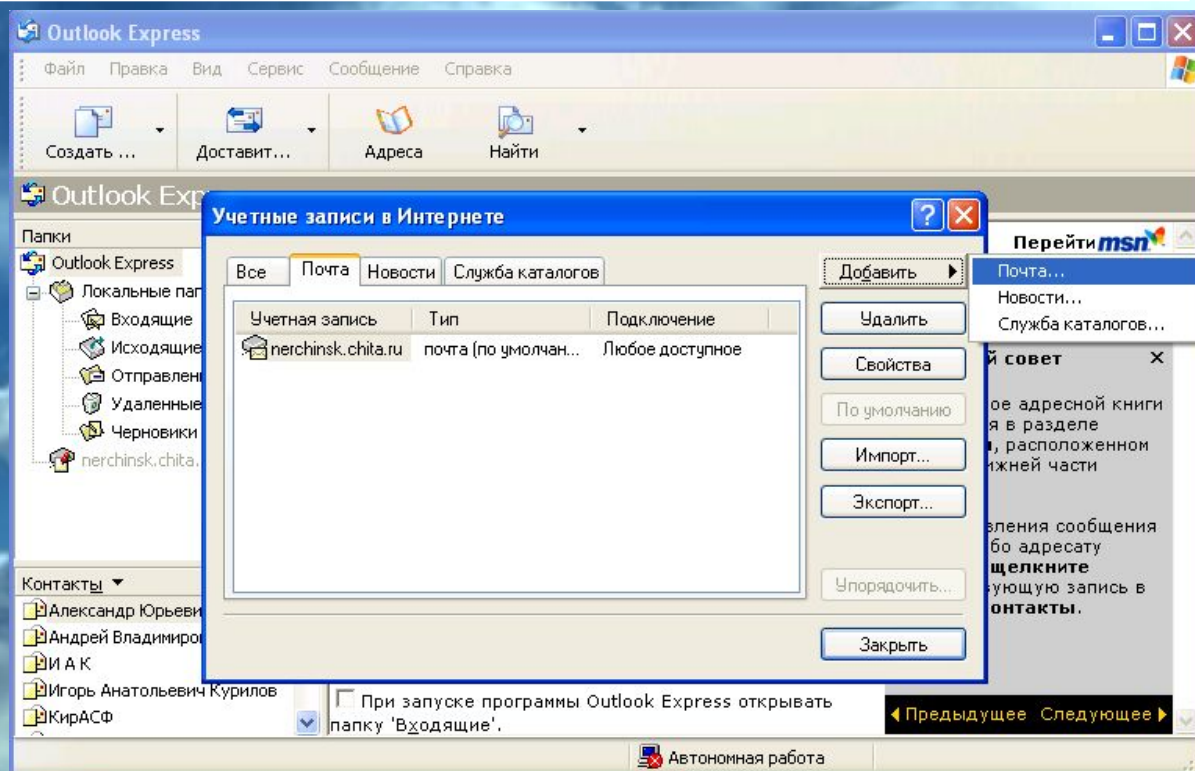 Outlook Express
Файл Правка Вид Сервис Сообщение Справка
Создать ... Доставит... Адреса Найти
Outlook Exp
Учетные записи в Интернете
Папки
Перейти msn
Outlook Express
Локальные пап
Входящие
Исходящие
Отправлен
Удаленные
Черновики
nerchinsk.chita.
Все Почта Новости Служба каталогов
Учетная запись Тип Подключение
nerchinsk.chita.ru почта (по умолчан... Любое доступное
Добавить
Удалить
Свойства
По умолчанию
Импорт...
Экспорт...
Упорядочить...
Закрыть
Почта...
Новости...
Служба каталогов...
й совет
ое адресной книги
я в разделе
, расположенном
ижней части
вления сообщения
бо адресату
щелкните
ующую запись в
онтакты.
Контакты
Александр Юрьеви
Андрей Владимиро
И А К
Игорь Анатольевич Курилов
КирАСФ
При запуске программы Outlook Express открывать
папку 'Входящие'.
Предыдущее Следующее
Автономная работа